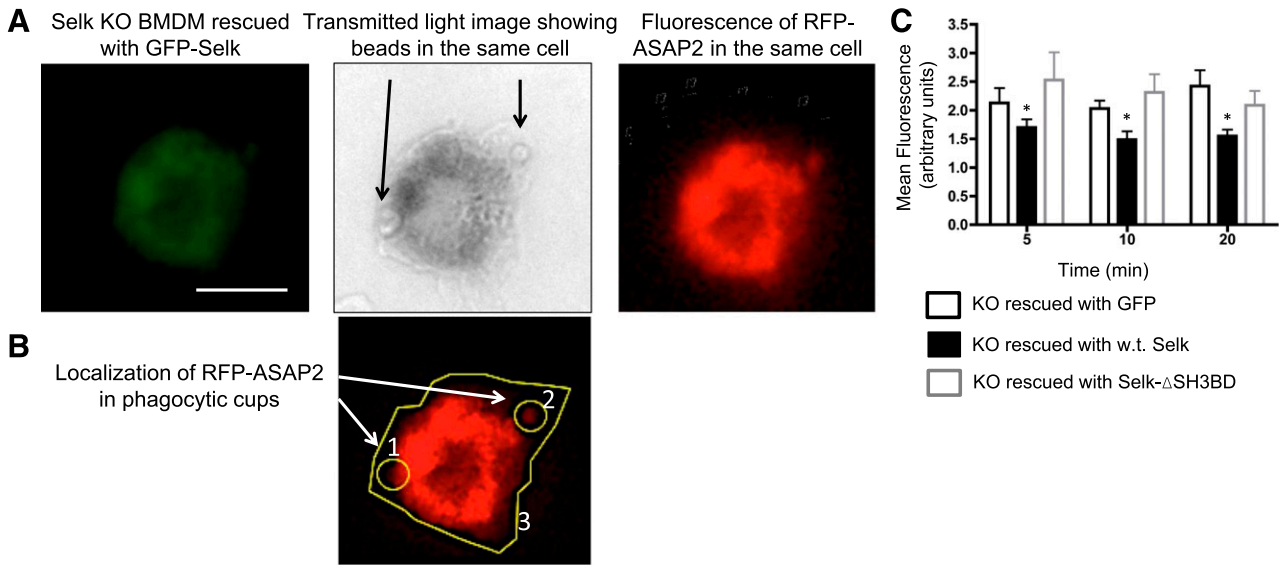 A
Selk KO BMDM rescued
with GFP-Selk
Transmitted light image showing
beads in the same cell
Fluorescence of RFP-
ASAP2 in the same cell
B
Localization of RFP-ASAP2
in phagocytic cups
1
2
3
C
Mean Fluorescence
(arbitrary units)
3.5
3.0
2.5
2.0
1.5
1.0
0.5
0.0
*
*
*
5 10 20
Time (min)
KO rescued with GFP
KO rescued with w.t. Selk
KO rescued with Selk-ΔSH3BD